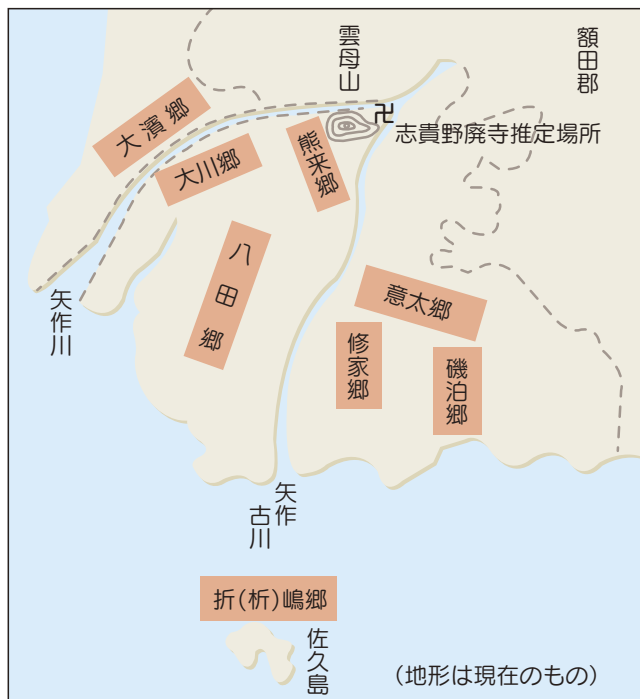 額田郡
雲母山
卍
志貴野廃寺推定場所
大濱郷
大川郷
熊来郷
八田郷
意太郷
修家郷
磯泊郷
矢作川
矢作
古川
折(析)嶋郷
佐久島
(地形は現在のもの)